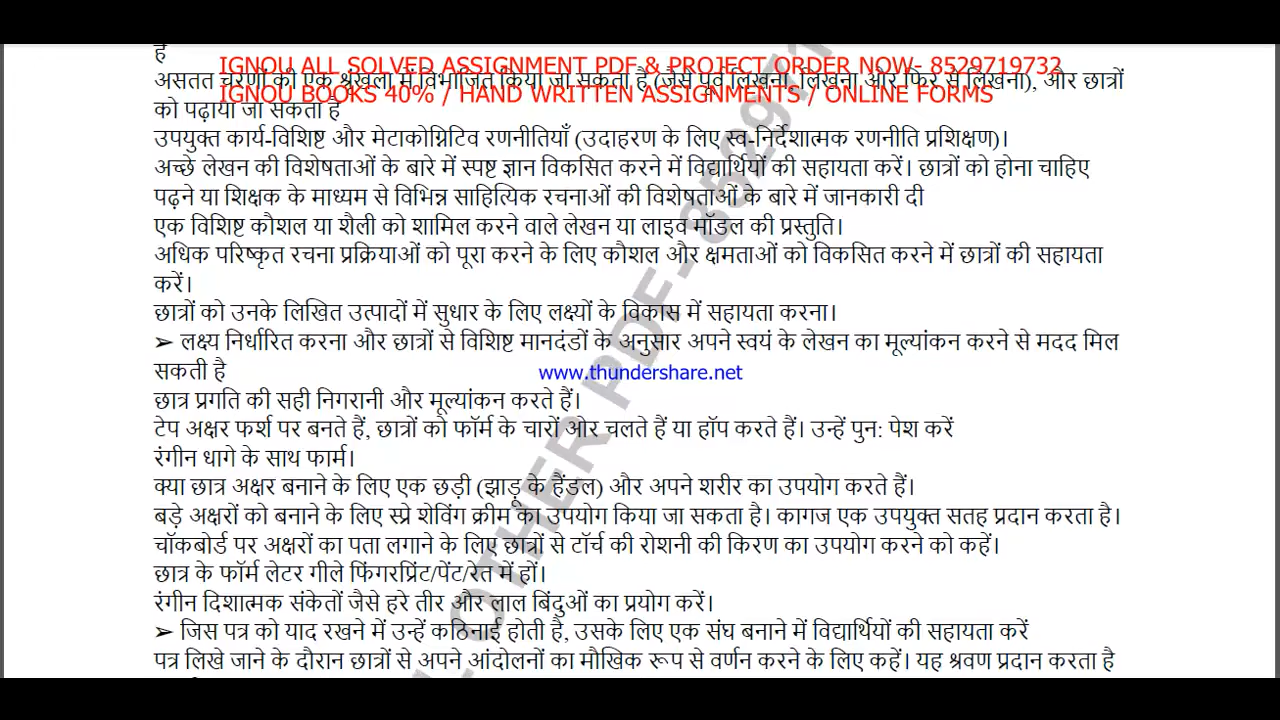 है
IGNOU ALL SOLVED ASSIGNMENT PDF & PROJECT ORDER NOW- 8529719732
असतत चरणों की एक श्रृंखला में विभाजित किया जा सकता है (जैसे पूर्व लिखना, लिखना और फिर से लिखना), और छात्रों
IGNOU BOOKS 40% / HAND WRITTEN ASSIGNMENTS / ONLINE FORMS
को पढ़ाया जा सकता है
उपयुक्त कार्य-विशिष्ट और मेटाकोग्निटिव रणनीतियाँ (उदाहरण के लिए स्व-निर्देशात्मक रणनीति प्रशिक्षण)।
अच्छे लेखन की विशेषताओं के बारे में स्पष्ट ज्ञान विकसित करने में विद्यार्थियों की सहायता करें। छात्रों को होना चाहिए
पढ़ने या शिक्षक के माध्यम से विभिन्न साहित्यिक रचनाओं की विशेषताओं के बारे में जानकारी दी
एक विशिष्ट कौशल या शैली को शामिल करने वाले लेखन या लाइव मॉडल की प्रस्तुति।
अधिक परिष्कृत रचना प्रक्रियाओं को पूरा करने के लिए कौशल और क्षमताओं को विकसित करने में छात्रों की सहायता
करें।
छात्रों को उनके लिखित उत्पादों में सुधार के लिए लक्ष्यों के विकास में सहायता करना।
➢ लक्ष्य निर्धारित करना और छात्रों से विशिष्ट मानदंडों के अनुसार अपने स्वयं के लेखन का मूल्यांकन करने से मदद मिल
सकती है
www.thundershare.net
छात्र प्रगति की सही निगरानी और मूल्यांकन करते हैं।
टेप अक्षर फर्श पर बनते हैं, छात्रों को फॉर्म के चारों ओर चलते हैं या हॉप करते हैं। उन्हें पुन: पेश करें
रंगीन धागे के साथ फार्म।
क्या छात्र अक्षर बनाने के लिए एक छड़ी (झाड़ू के हैंडल) और अपने शरीर का उपयोग करते हैं।
बड़े अक्षरों को बनाने के लिए स्प्रे शेविंग क्रीम का उपयोग किया जा सकता है। कागज एक उपयुक्त सतह प्रदान करता है।
चॉकबोर्ड पर अक्षरों का पता लगाने के लिए छात्रों से टॉर्च की रोशनी की किरण का उपयोग करने को कहें।
छात्र के फॉर्म लेटर गीले फिंगरप्रिंट/पेंट/रेत में हों।
रंगीन दिशात्मक संकेतों जैसे हरे तीर और लाल बिंदुओं का प्रयोग करें।
➢ जिस पत्र को याद रखने में उन्हें कठिनाई होती है, उसके लिए एक संघ बनाने में विद्यार्थियों की सहायता करें
पत्र लिखे जाने के दौरान छात्रों से अपने आंदोलनों का मौखिक रूप से वर्णन करने के लिए कहें। यह श्रवण प्रदान करता है
OTHER PDF- 852971